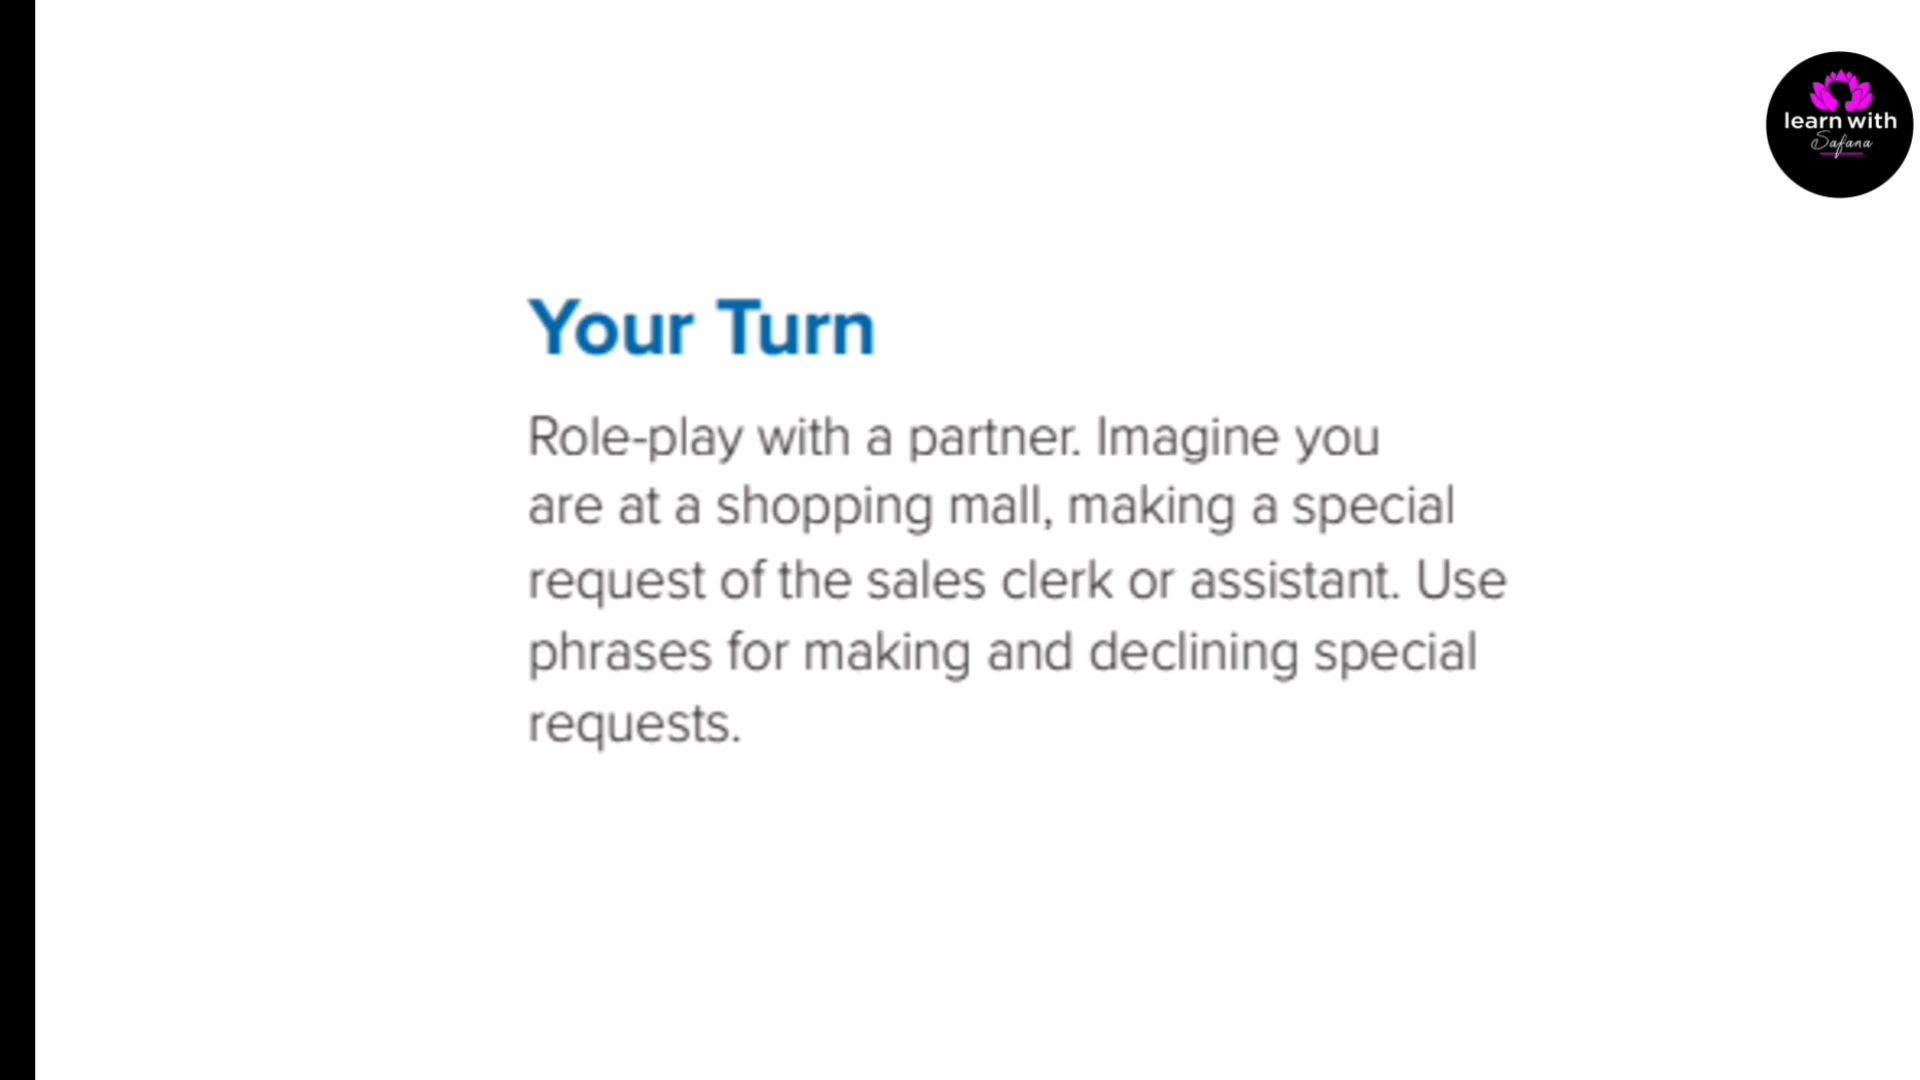 learn with
Safana
Your Turn
Role-play with a partner. Imagine you
are at a shopping mall, making a special
request of the sales clerk or assistant. Use
phrases for making and declining special
requests.